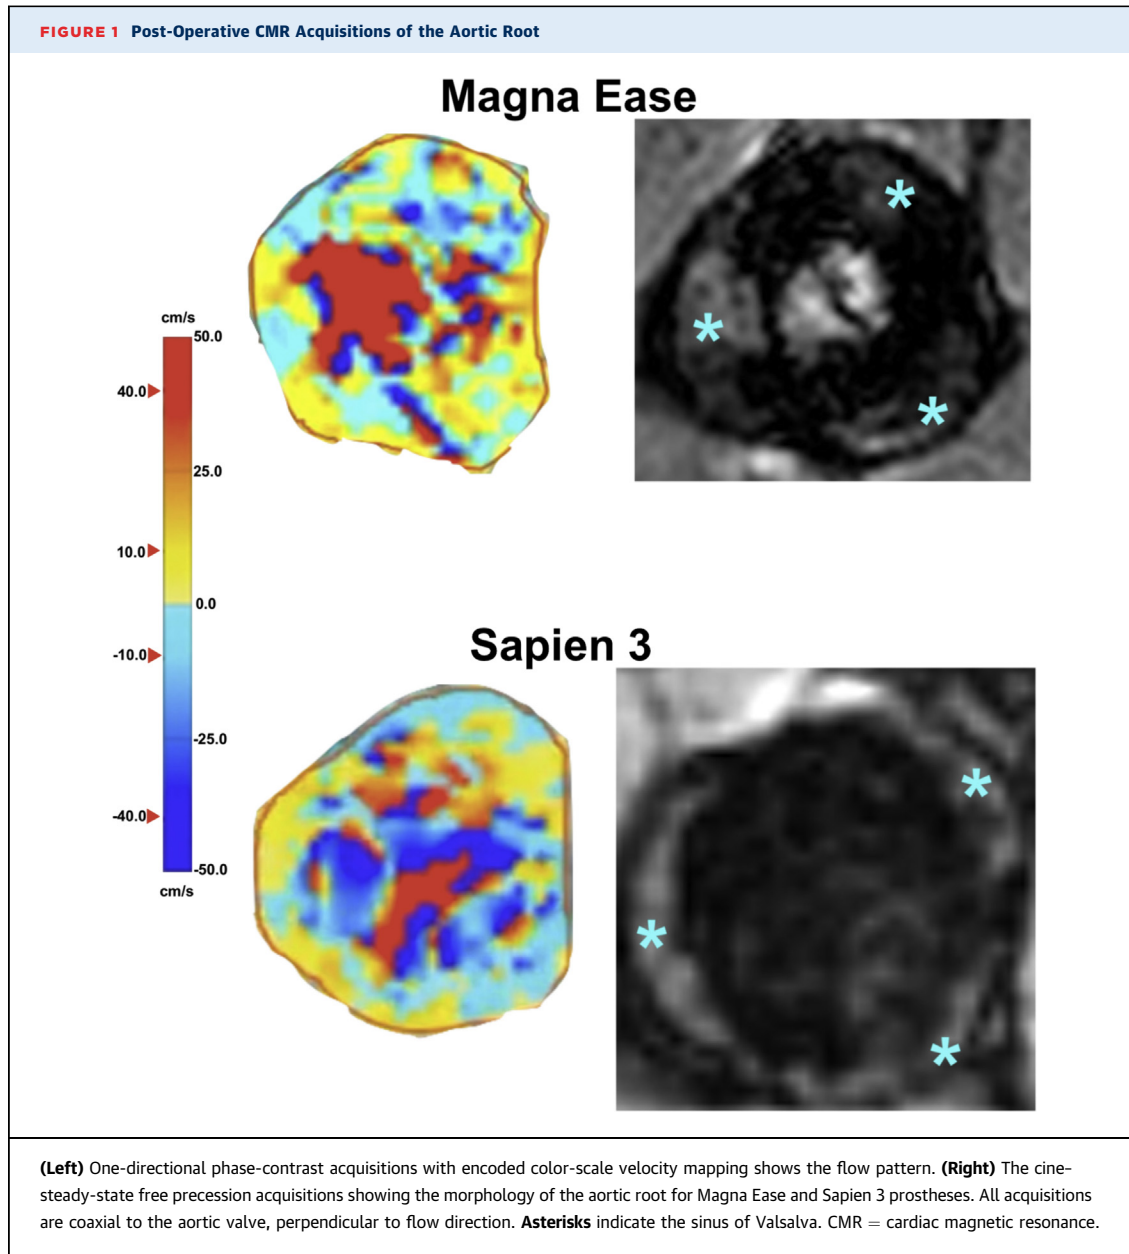 FIGURE 1 Post-Operative CMR Acquisitions of the Aortic Root
Magna Ease
*
*
*
cm/s
50.0
40.0
25.0
10.0
0.0
-10.0
-25.0
-40.0
-50.0
cm/s
Sapien 3
*
*
*
(Left) One-directional phase-contrast acquisitions with encoded color-scale velocity mapping shows the flow pattern. (Right) The cine-
steady-state free precession acquisitions showing the morphology of the aortic root for Magna Ease and Sapien 3 prostheses. All acquisitions
are coaxial to the aortic valve, perpendicular to flow direction. Asterisks indicate the sinus of Valsalva. CMR = cardiac magnetic resonance.